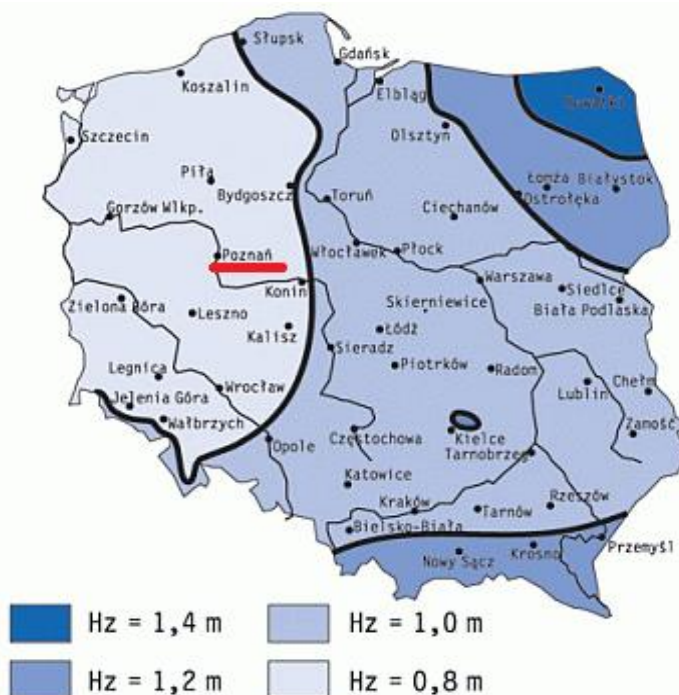 Słupsk
Gdańsk
Koszalin
Elbląg
Suwałki
Szczecin
Olsztyn
Piła
Łomża Białystok
Bydgoszcz
Ostrołęka
Toruń
Gorzów Wlkp.
Ciechanów
Poznań
Włocławek
Płock
Konin
Warszawa
Siedlce
Zielona Góra
Skierniewice
Biała Podlaska
Leszno
Kalisz
Łódź
Sieradz
Piotrków
Radom
Legnica
Wrocław
Lublin
Chełm
Jelenia Góra
Wałbrzych
Zamość
Opole
Częstochowa
Kielce
Tarnobrzeg
Katowice
Kraków
Rzeszów
Tarnów
Bielsko-Biała
Przemyśl
Nowy Sącz
Krosno
Hz = 1,4 m
Hz = 1,0 m
Hz = 1,2 m
Hz = 0,8 m